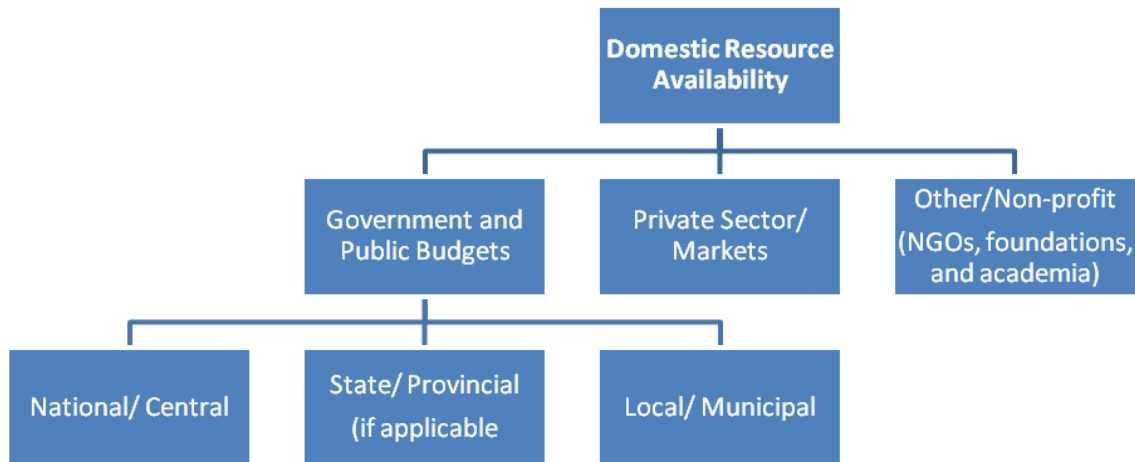 Domestic Resource
Availability
Government and
Public Budgets
Private Sector/
Markets
Other/Non-profit
(NGOs, foundations,
and academia)
National/ Central
State/ Provincial
(if applicable
Local/ Municipal